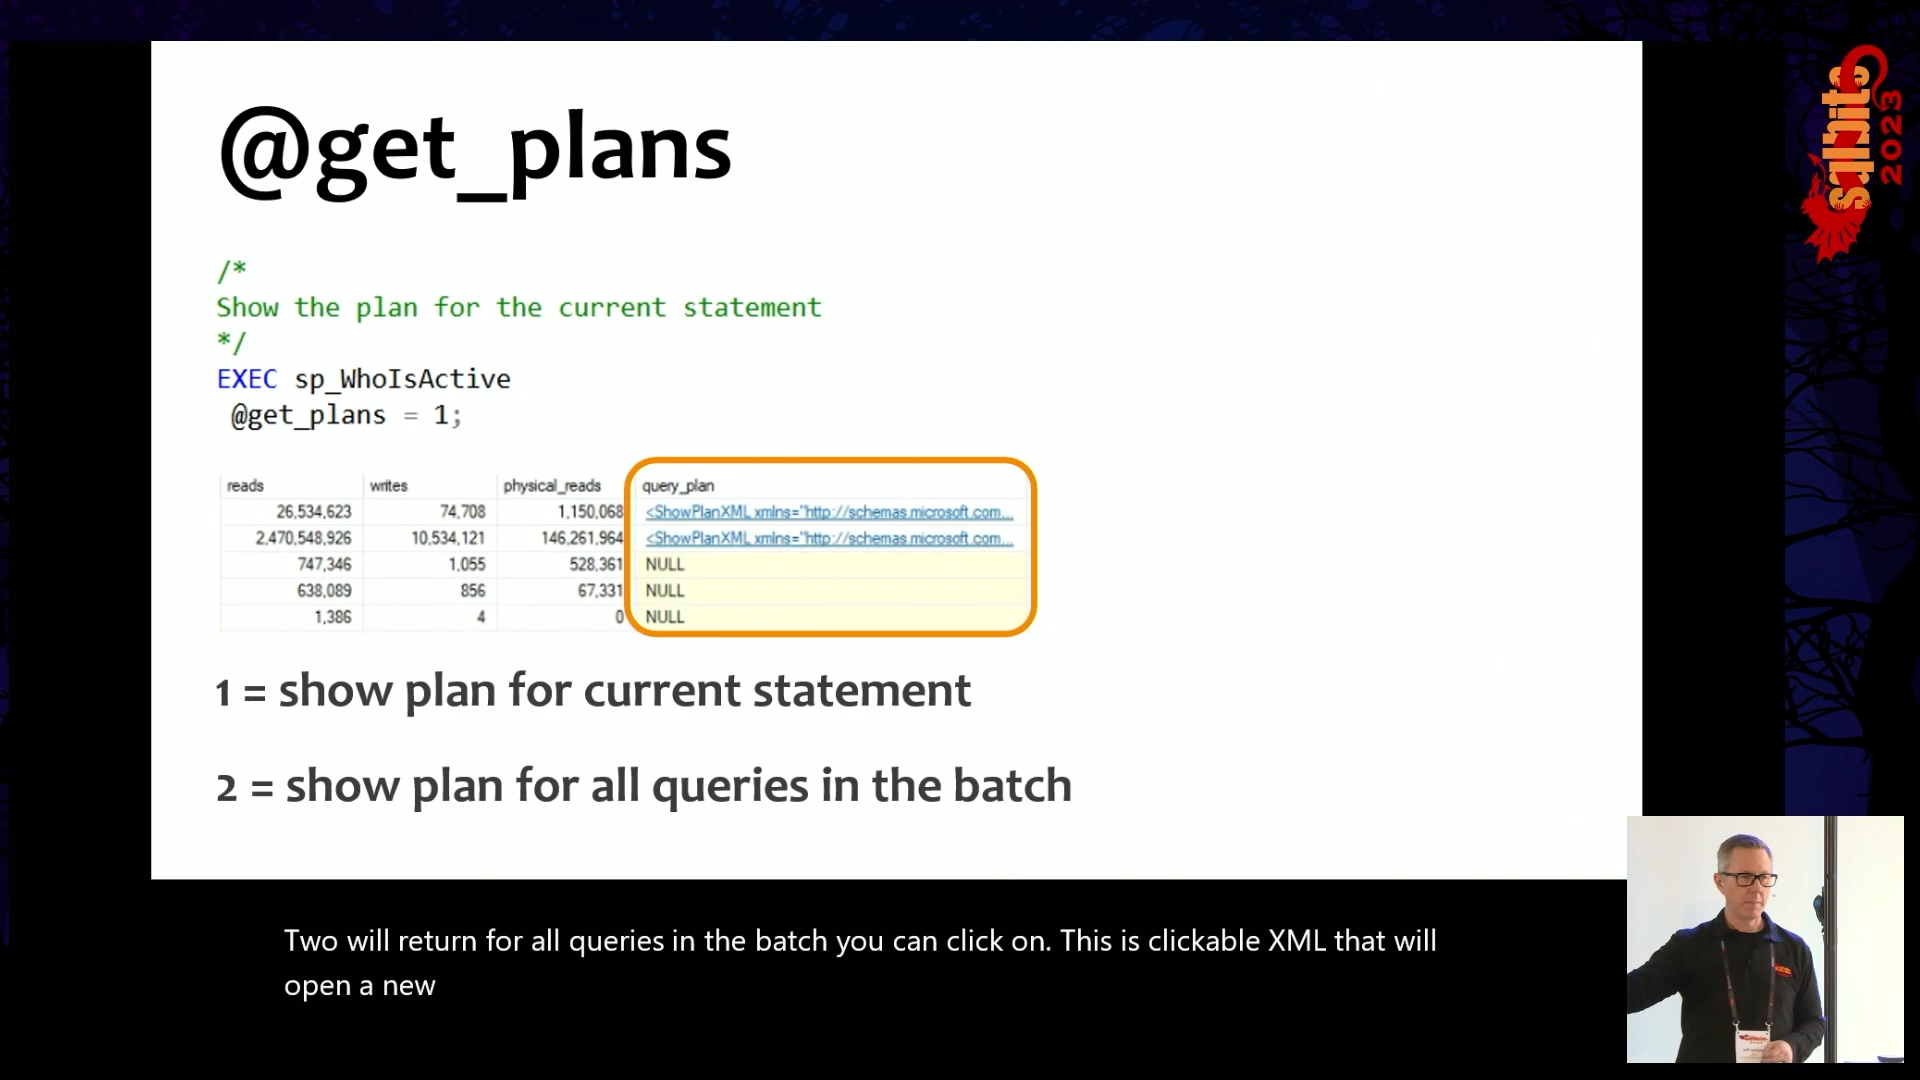 @get_plans
/*
Show the plan for the current statement
*/
EXEC sp_WhoIsActive
@get_plans = 1;
reads writes physical_reads query_plan
26,534,623 74,708 1,150,068 <ShowPlanXML xmlns="http://schemas.microsoft.com...
2,470,548,926 10,534,121 146,261,964 <ShowPlanXML xmlns="http://schemas.microsoft.com...
747,346 1,055 528,361 NULL
638,089 856 67,331 NULL
1,386 4 0 NULL
1 = show plan for current statement
2 = show plan for all queries in the batch
Two will return for all queries in the batch you can click on. This is clickable XML that will
open a new
sqlbits
2023